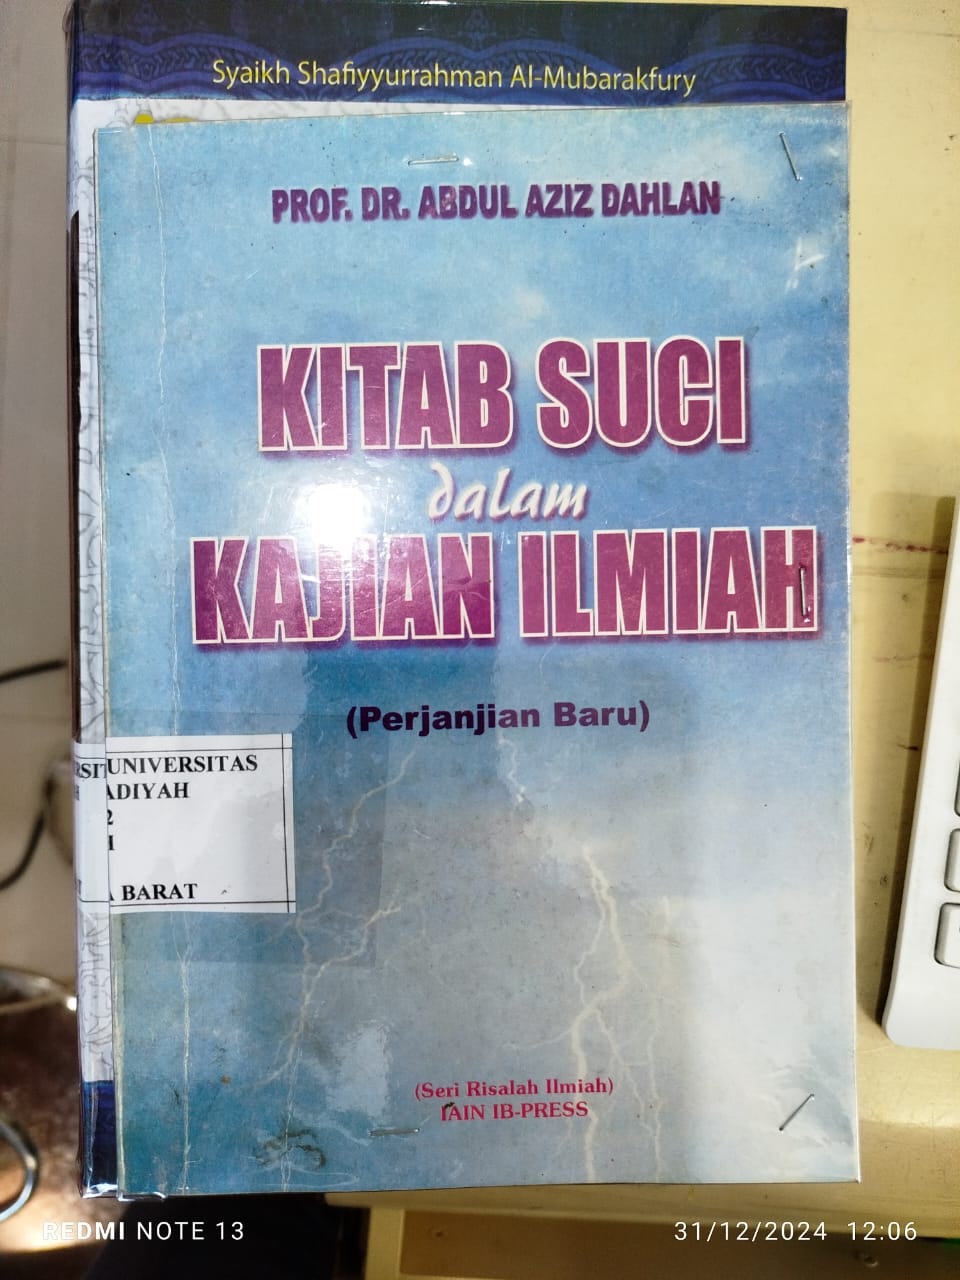 Syaikh Shafiyyurrahman Al-Mubarakfury
PROF. DR. ABDUL AZIZ DAHLAN
KITAB SUCI
dalam
KAJIAN ILMIAH
(Perjanjian Baru)
UNIVERSITAS
ADIYAH
2
BARAT
(Seri Risalah Ilmiah)
IAIN IB-PRESS
REDMI NOTE 13
31/12/2024 12:06